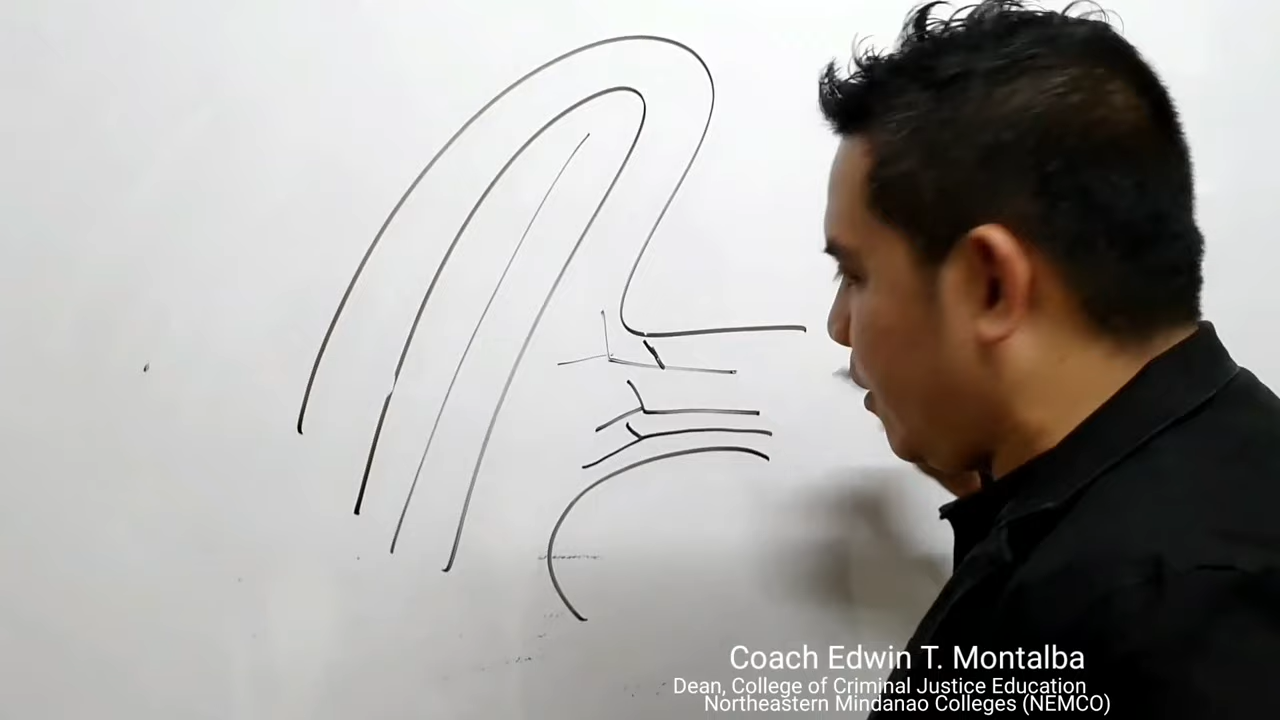 Coach Edwin T. Montalba
Dean, College of Criminal Justice Education
Northeastern Mindanao Colleges (NEMCO)